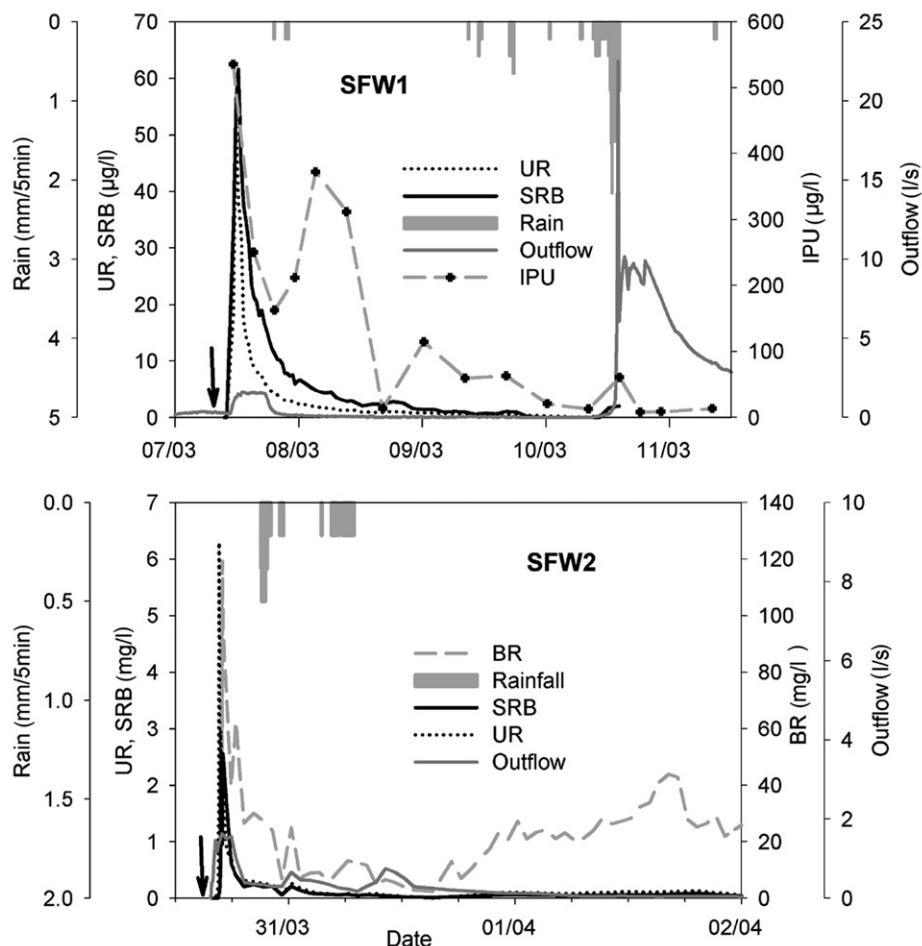 0
1
2
3
4
5
Rain (mm/5min)
70
60
50
40
30
20
10
0
UR, SRB (µg/l)
SFW1
UR
SRB
Rain
Outflow
IPU
600
500
400
300
200
100
0
IPU (µg/l)
25
20
15
10
5
0
Outflow (l/s)
07/03
08/03
09/03
10/03
11/03
0.0
0.5
1.0
1.5
2.0
Rain (mm/5min)
7
6
5
4
3
2
1
0
UR, SRB (mg/l)
SFW2
BR
Rainfall
SRB
UR
Outflow
140
120
100
80
60
40
20
0
BR (mg/l)
10
8
6
4
2
0
Outflow (l/s)
31/03
01/04
02/04
Date